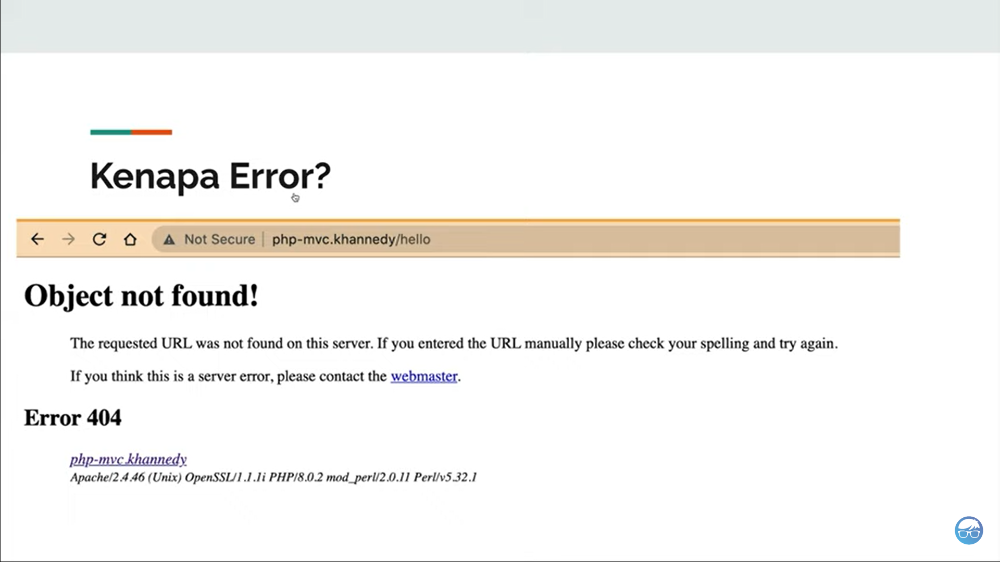 Kenapa Error?
Not Secure | php-mvc.khannedy/hello
Object not found!
The requested URL was not found on this server. If you entered the URL manually please check your spelling and try again.
If you think this is a server error, please contact the webmaster.
Error 404
php-mvc.khannedy
Apache/2.4.46 (Unix) OpenSSL/1.1.1i PHP/8.0.2 mod_perl/2.0.11 Perl/v5.32.1